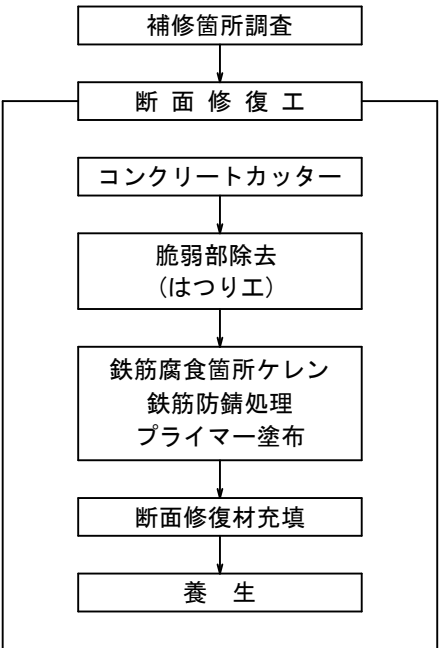 補修箇所調査
断面修復工
コンクリートカッター
脆弱部除去
(はつり工)
鉄筋腐食箇所ケレン
鉄筋防錆処理
プライマー塗布
断面修復材充填
養 生